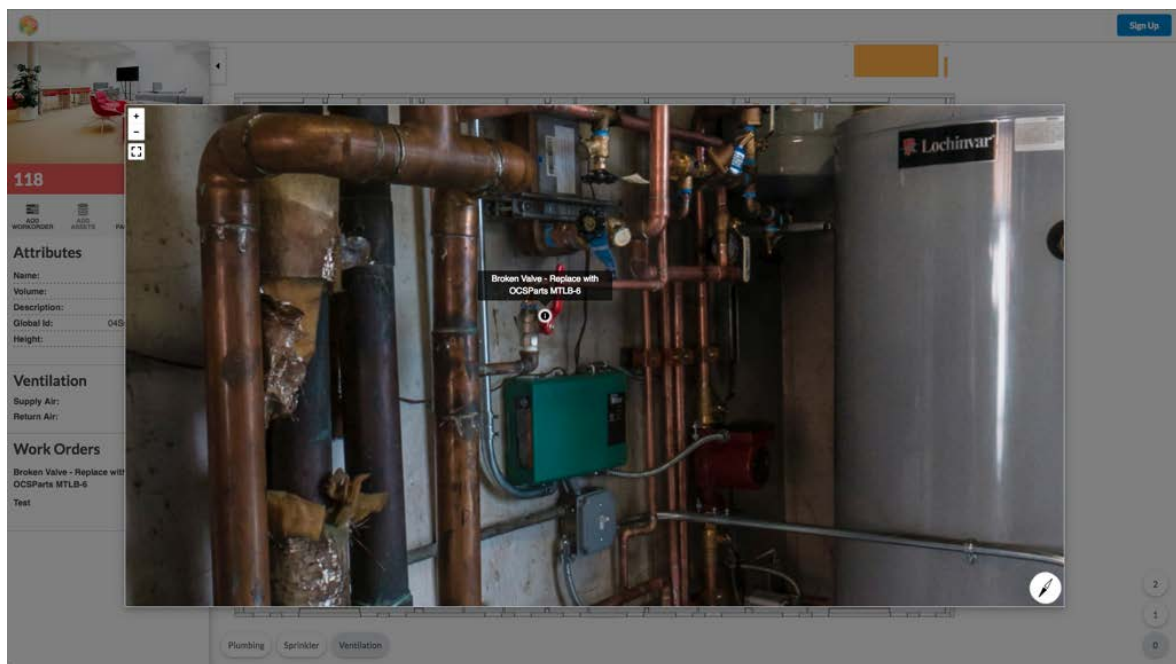 Sign Up
118
ADD
WORKORDER
ADD
ASSETS
Attributes
Name:
Volume:
Description:
Global Id:
Height:
Ventilation
Supply Air:
Return Air:
Work Orders
Broken Valve - Replace with
OCSParts MTLB-6
Test
+
−
Broken Valve - Replace with
OCSParts MTLB-6
Lochinvar
Plumbing
Sprinkler
Ventilation
2
1
0